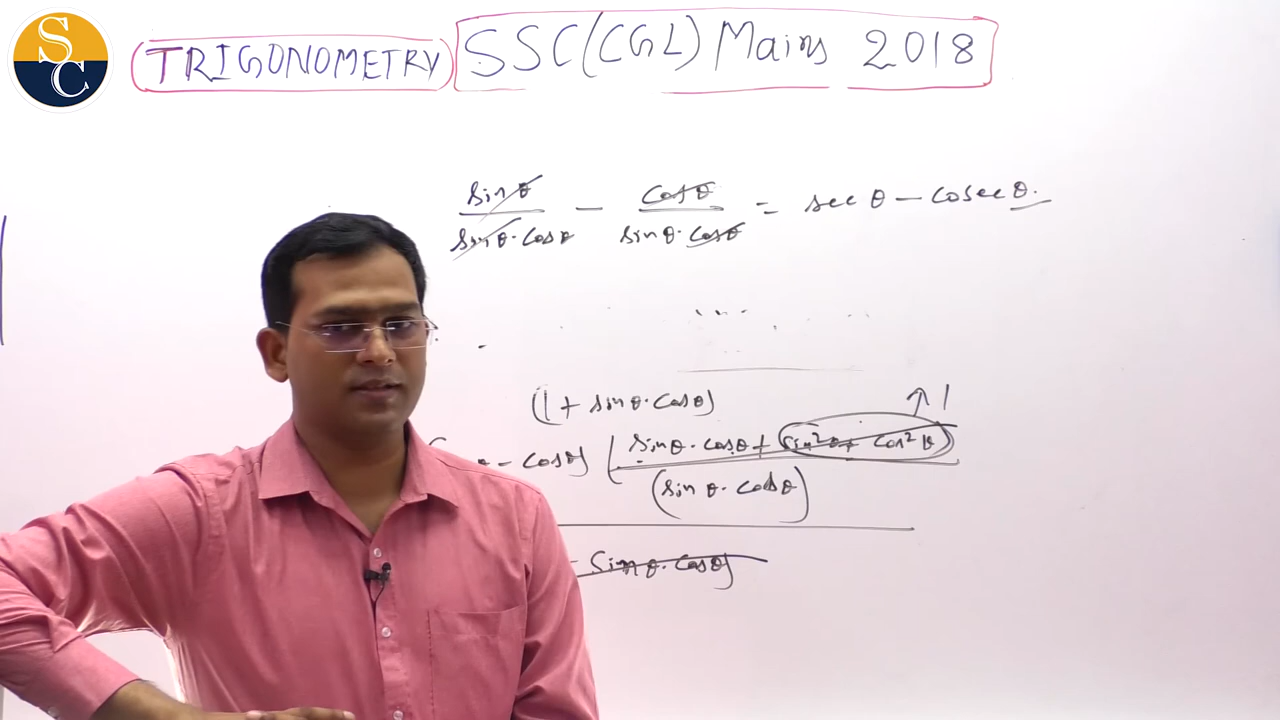 SC
(TRIGONOMETRY) SSC(CGL) Mains 2018
sinθ/sinθ·cosθ − cosθ/sinθ·cosθ = secθ − cosecθ.
(1 + sinθ·cosθ)
↑ 1
− cosθ) (sinθ·cosθ + sin²θ + cos²θ)
(sinθ·cosθ)
sinθ·cosθ)